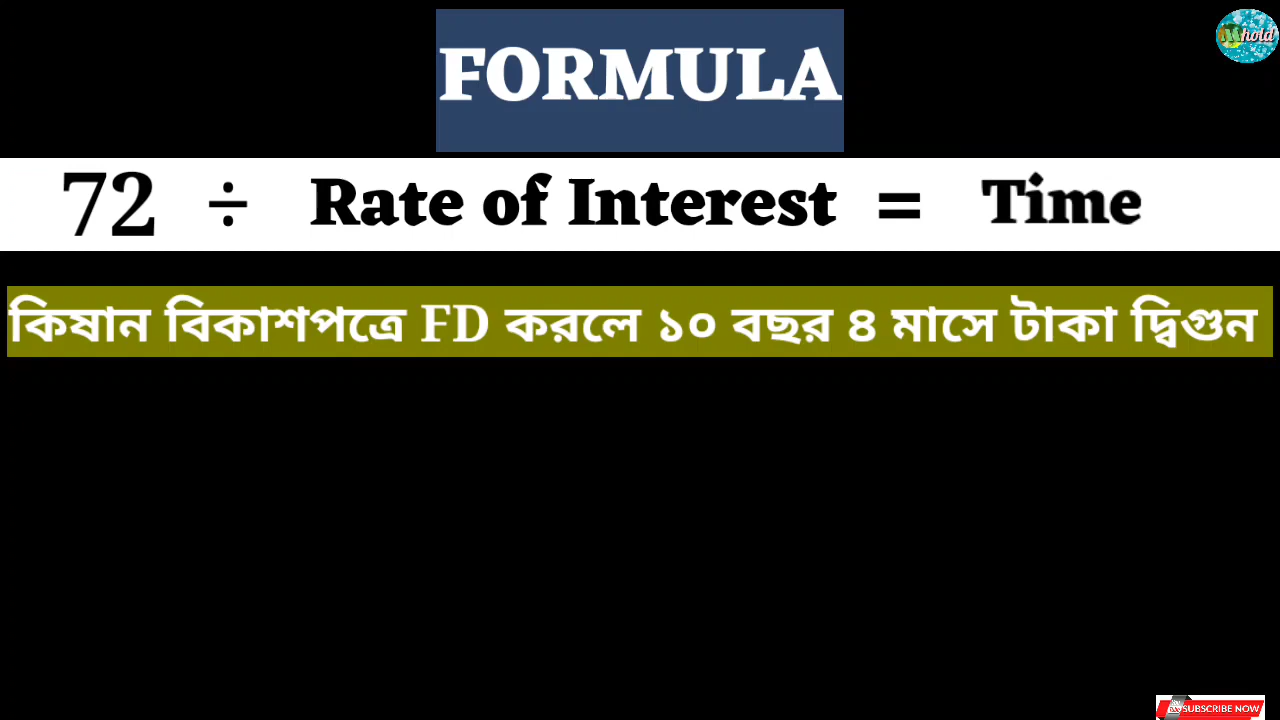 FORMULA
72 ÷ Rate of Interest = Time
কিষান বিকাশপত্রে FD করলে ১০ বছর ৪ মাসে টাকা দ্বিগুন
SUBSCRIBE NOW